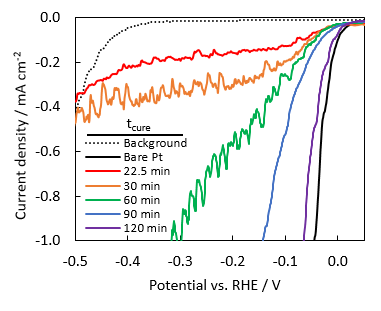 0.0
-0.2
-0.4
-0.6
-0.8
-1.0
Current density / mA cm-2
tcure
Background
Bare Pt
22.5 min
30 min
60 min
90 min
120 min
-0.5 -0.4 -0.3 -0.2 -0.1 0.0
Potential vs. RHE / V